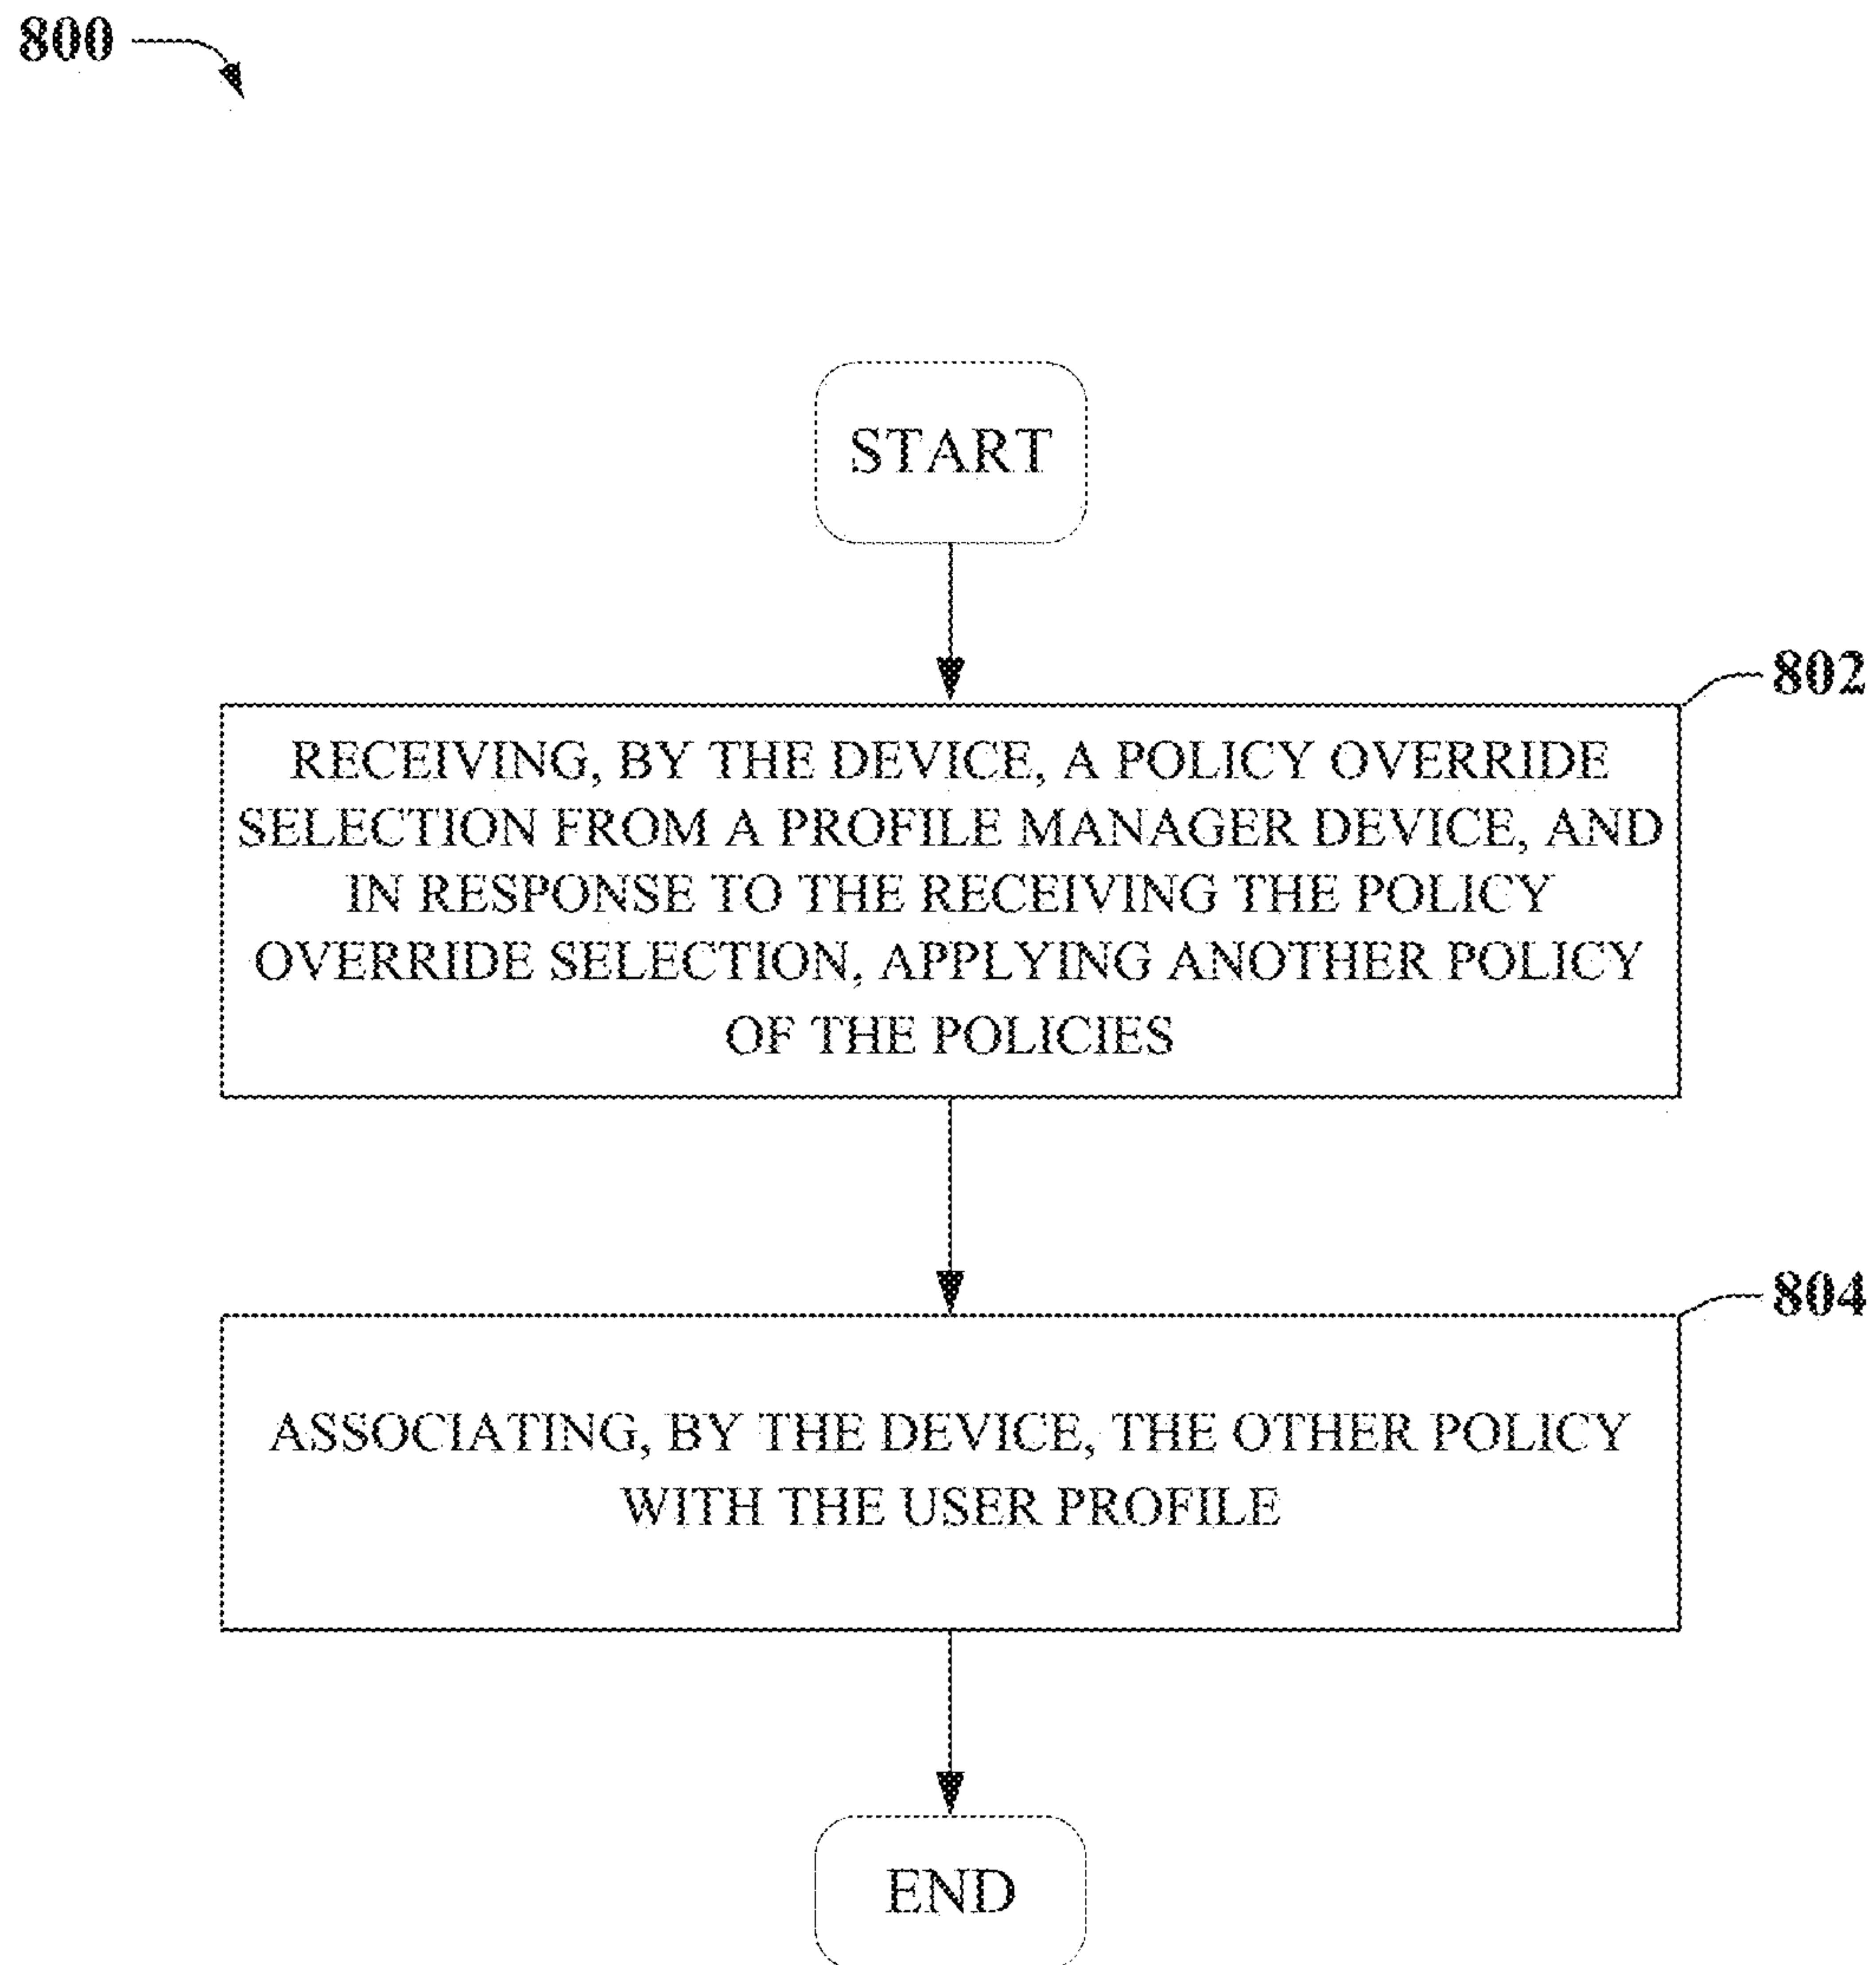 800
START
802
RECEIVING, BY THE DEVICE, A POLICY OVERRIDE
SELECTION FROM A PROFILE MANAGER DEVICE, AND
IN RESPONSE TO THE RECEIVING THE POLICY
OVERRIDE SELECTION, APPLYING ANOTHER POLICY
OF THE POLICIES
804
ASSOCIATING, BY THE DEVICE, THE OTHER POLICY
WITH THE USER PROFILE
END